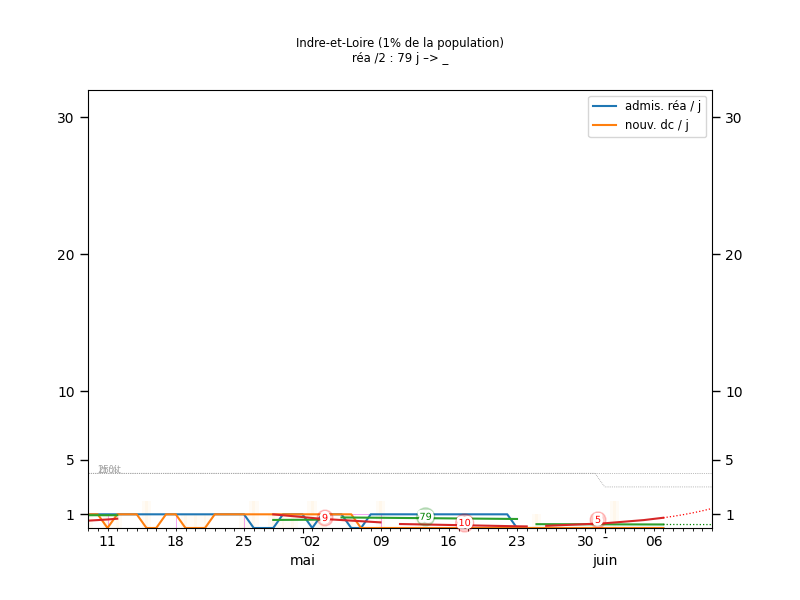 Indre-et-Loire (1% de la population)
réa /2 : 79 j –> _
admis. réa / j
nouv. dc / j
30 30
20 20
10 10
5 5
1 1
9 79 10 5
11 18 25 02 09 16 23 30 06
mai juin